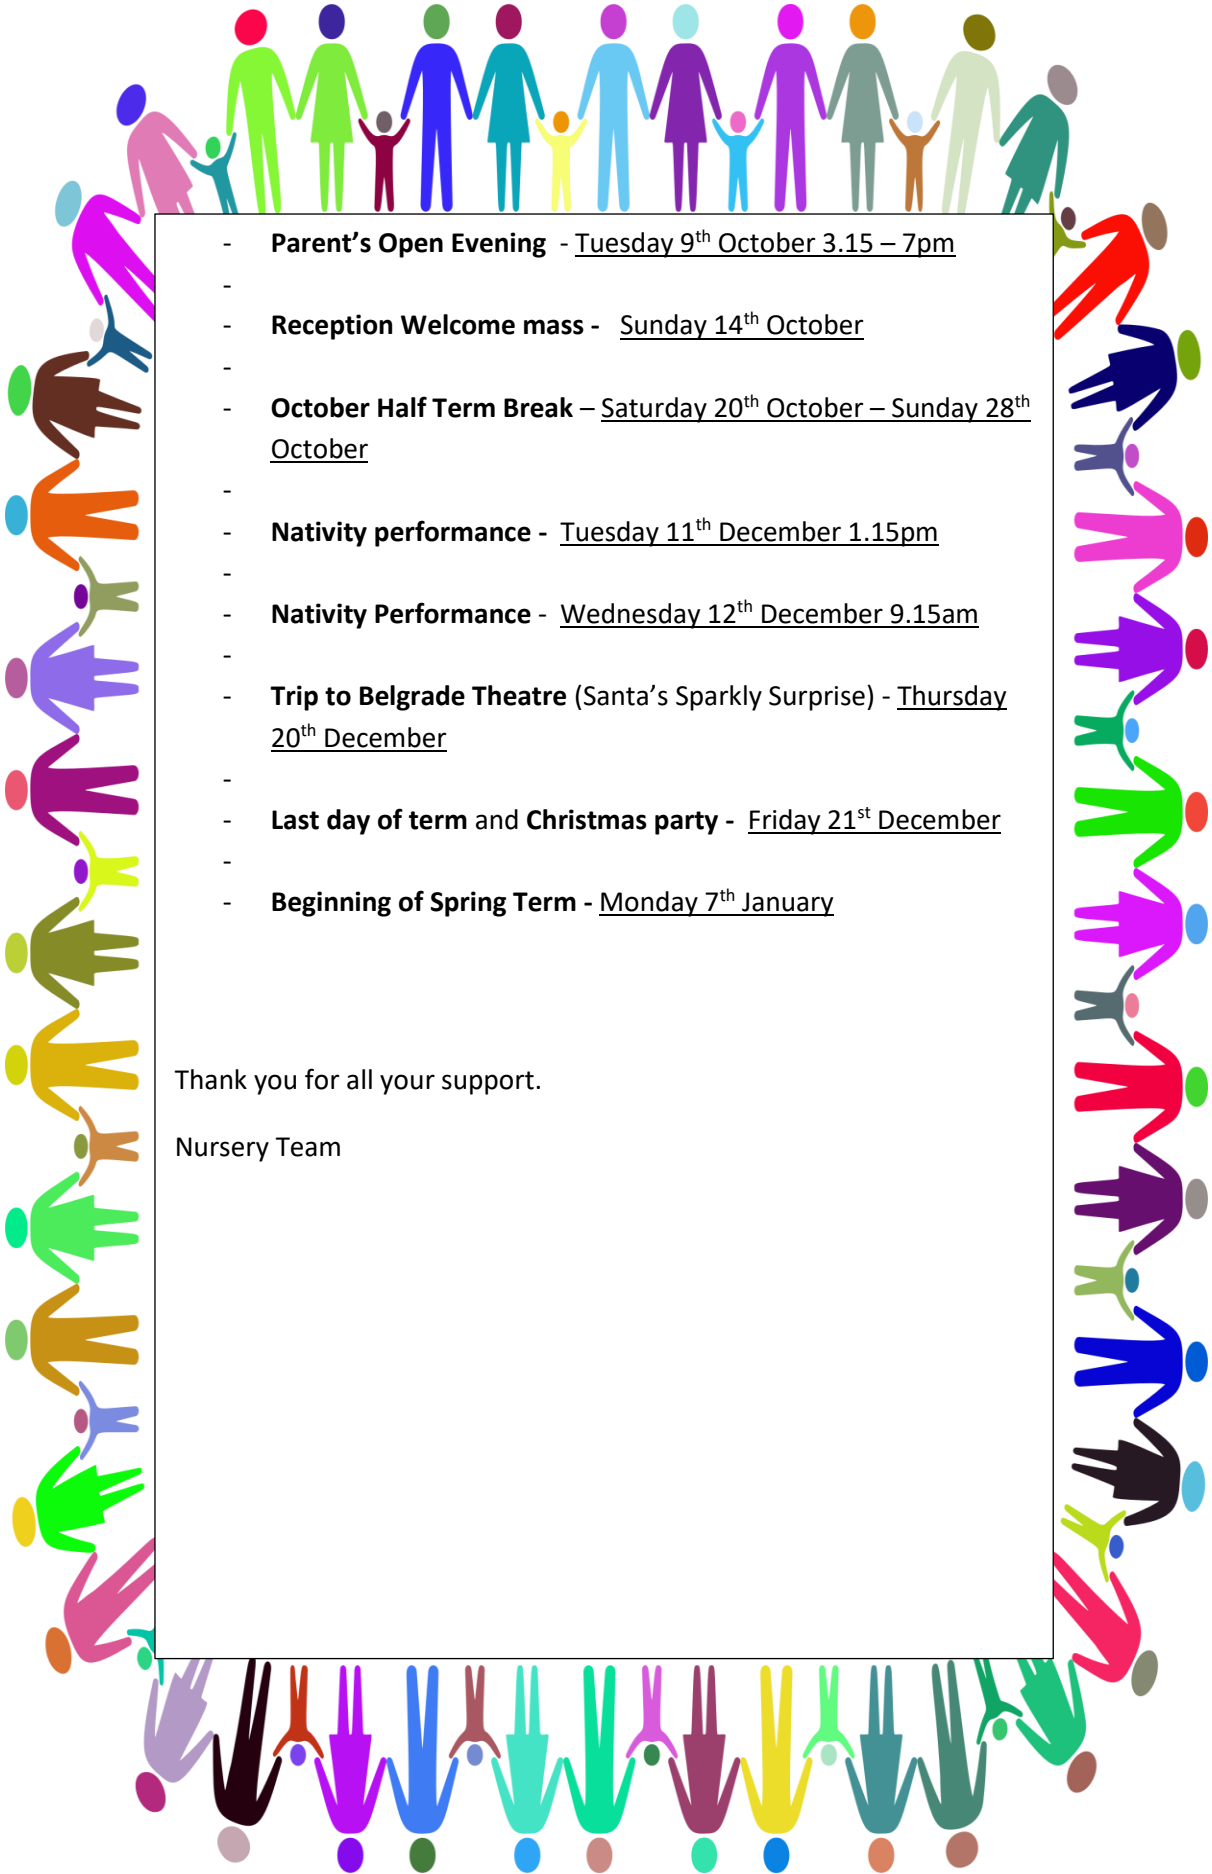 - Parent’s Open Evening - Tuesday 9th October 3.15 – 7pm
-
- Reception Welcome mass - Sunday 14th October
-
- October Half Term Break – Saturday 20th October – Sunday 28th
October
-
- Nativity performance - Tuesday 11th December 1.15pm
-
- Nativity Performance - Wednesday 12th December 9.15am
-
- Trip to Belgrade Theatre (Santa’s Sparkly Surprise) - Thursday
20th December
-
- Last day of term and Christmas party - Friday 21st December
-
- Beginning of Spring Term - Monday 7th January
Thank you for all your support.
Nursery Team